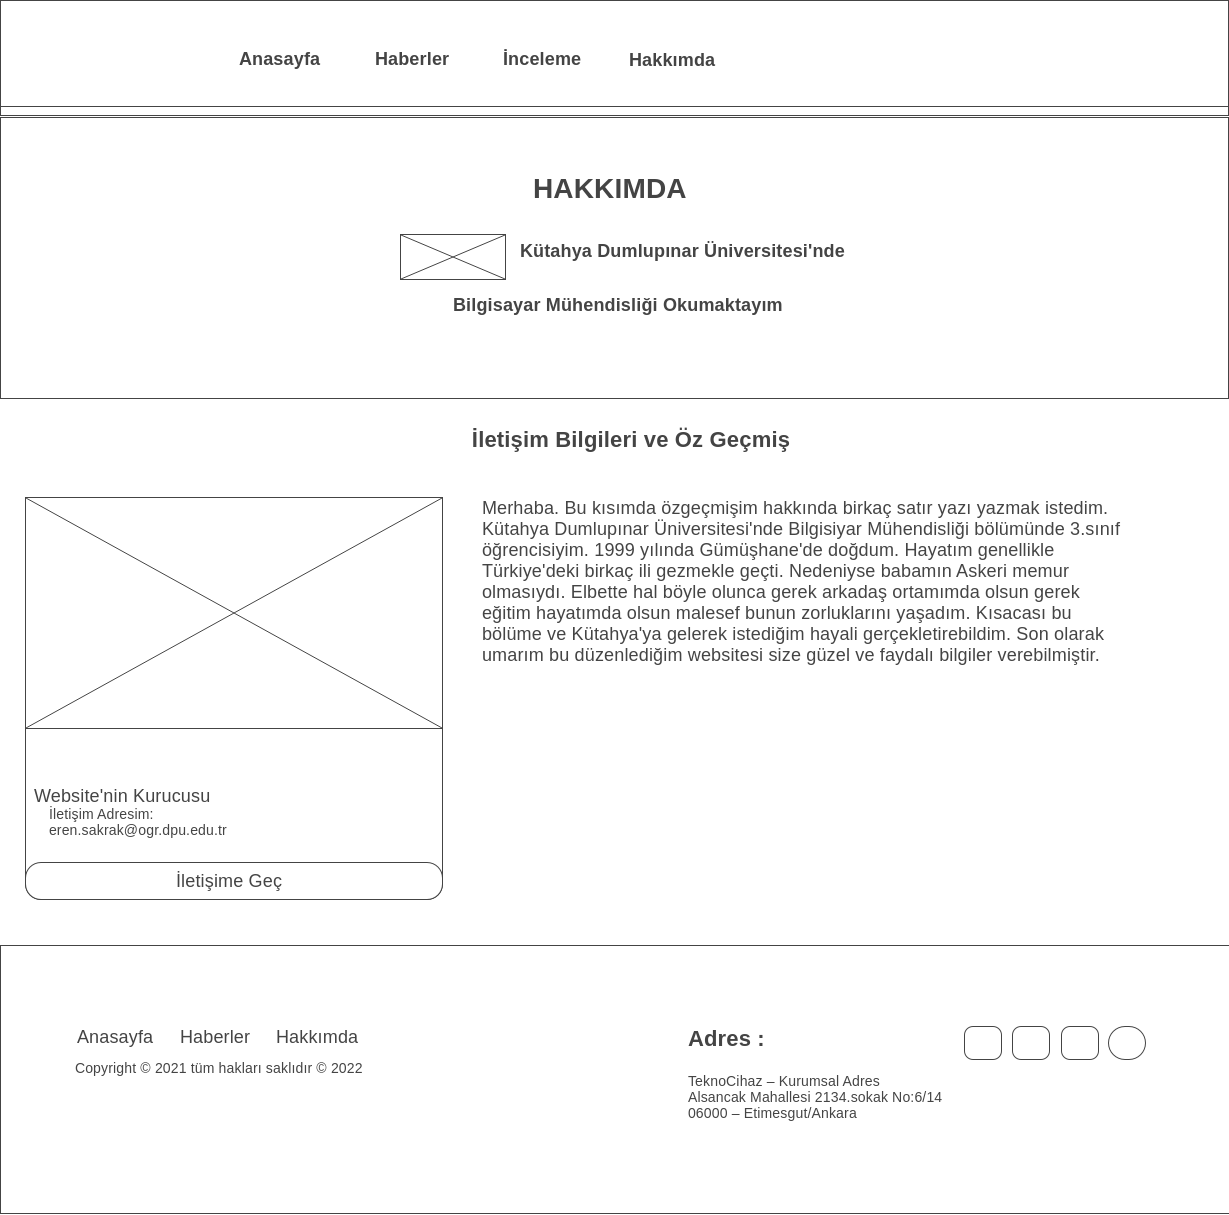 Anasayfa Haberler İnceleme Hakkımda
HAKKIMDA
Kütahya Dumlupınar Üniversitesi'nde
Bilgisayar Mühendisliği Okumaktayım
İletişim Bilgileri ve Öz Geçmiş
Merhaba. Bu kısımda özgeçmişim hakkında birkaç satır yazı yazmak istedim.
Kütahya Dumlupınar Üniversitesi'nde Bilgisiyar Mühendisliği bölümünde 3.sınıf
öğrencisiyim. 1999 yılında Gümüşhane'de doğdum. Hayatım genellikle
Türkiye'deki birkaç ili gezmekle geçti. Nedeniyse babamın Askeri memur
olmasıydı. Elbette hal böyle olunca gerek arkadaş ortamımda olsun gerek
eğitim hayatımda olsun malesef bunun zorluklarını yaşadım. Kısacası bu
bölüme ve Kütahya'ya gelerek istediğim hayali gerçekletirebildim. Son olarak
umarım bu düzenlediğim websitesi size güzel ve faydalı bilgiler verebilmiştir.
Website'nin Kurucusu
İletişim Adresim:
eren.sakrak@ogr.dpu.edu.tr
İletişime Geç
Anasayfa Haberler Hakkımda
Copyright © 2021 tüm hakları saklıdır © 2022
Adres :
TeknoCihaz – Kurumsal Adres
Alsancak Mahallesi 2134.sokak No:6/14
06000 – Etimesgut/Ankara